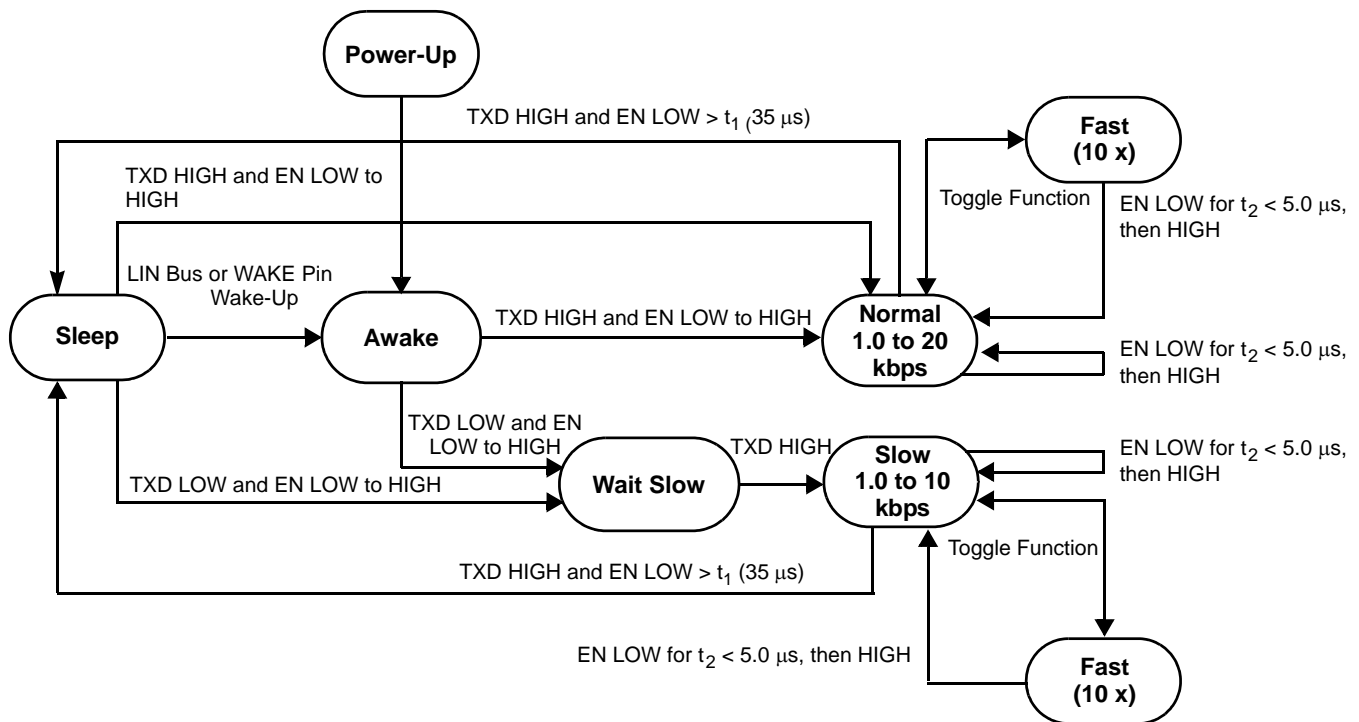 Power-Up
TXD HIGH and EN LOW > t1 (35 μs)
Fast
(10 x)
TXD HIGH and EN LOW to
HIGH
Toggle Function
EN LOW for t2 < 5.0 μs,
then HIGH
LIN Bus or WAKE Pin
Wake-Up
Sleep
Awake
TXD HIGH and EN LOW to HIGH
Normal
1.0 to 20
kbps
EN LOW for t2 < 5.0 μs,
then HIGH
TXD LOW and EN
LOW to HIGH
TXD HIGH
Slow
1.0 to 10
kbps
EN LOW for t2 < 5.0 μs,
then HIGH
TXD LOW and EN LOW to HIGH
Wait Slow
Toggle Function
TXD HIGH and EN LOW > t1 (35 μs)
EN LOW for t2 < 5.0 μs, then HIGH
Fast
(10 x)